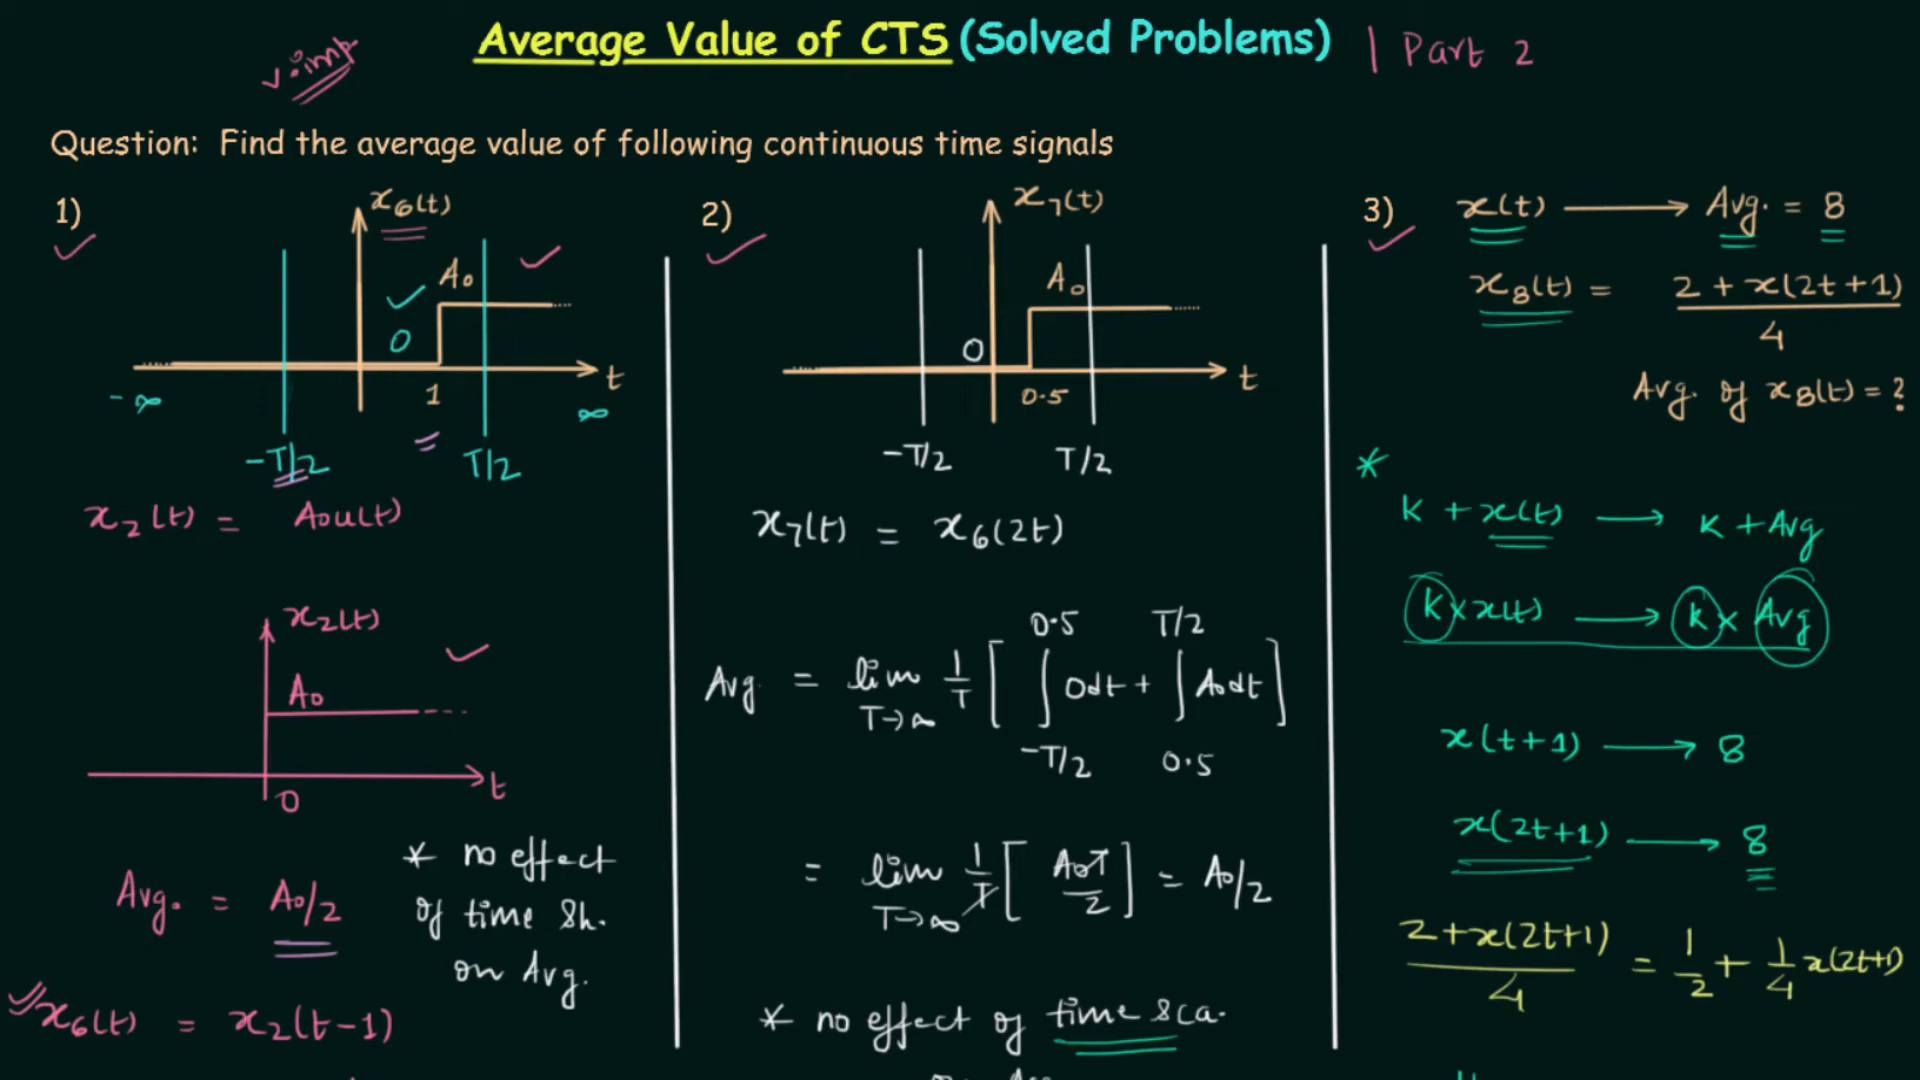 Average Value of CTS (Solved Problems) | Part 2
✓ imp
Question: Find the average value of following continuous time signals
1)
x₆(t)
A₀
0
t
-∞
1
∞
-T/2
T/2
x₂(t) = A₀u(t)
x₂(t)
A₀
t
0
Avg. = A₀/2
* no effect
of time sh.
on Avg.
x₆(t) = x₂(t-1)
2)
x₇(t)
A₀
0
t
0.5
-T/2
T/2
x₇(t) = x₆(2t)
Avg. = lim T→∞ 1/T [ ∫_{-T/2}^{0.5} 0dt + ∫_{0.5}^{T/2} A₀dt ]
= lim T→∞ 1/T [ A₀T/2 ] = A₀/2
* no effect of time sca.
3)
x(t) ⟶ Avg. = 8
x₈(t) = 2 + x(2t+1) / 4
Avg. of x₈(t) = ?
*
K + x(t) ⟶ K + Avg
K × x(t) ⟶ K × Avg
x(t+1) ⟶ 8
x(2t+1) ⟶ 8
2+x(2t+1) / 4 = 1/2 + 1/4 x(2t+1)